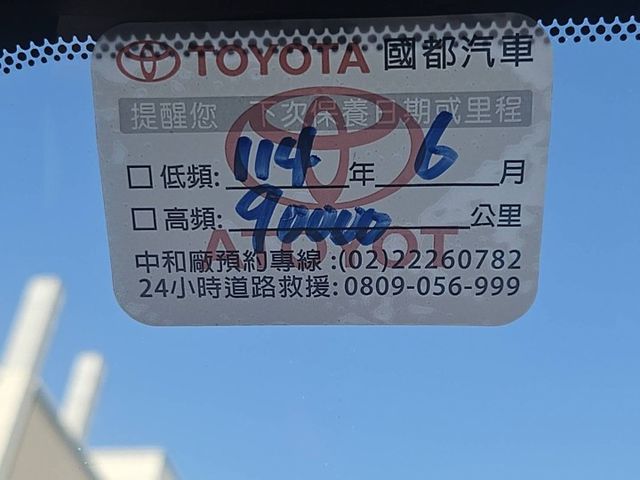 TOYOTA 國都汽車
提醒您 下次保養日期或里程
□ 低頻: 114 年 6 月
□ 高頻: 90000 公里
TOYOTA
中和廠預約專線:(02)22260782
24小時道路救援: 0809-056-999